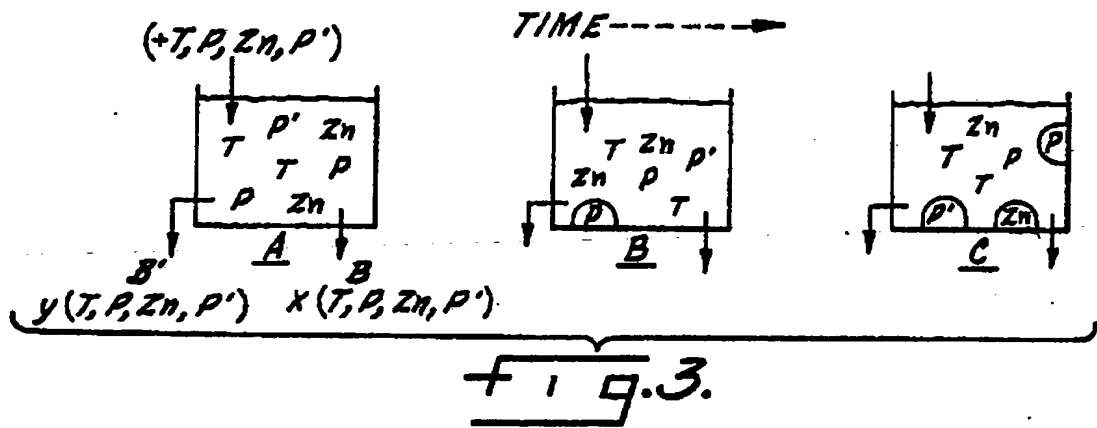 TIME
(+T, P, Zn, P')
T P' Zn
T P
P Zn
A
B' B
y (T, P, Zn, P') x (T, P, Zn, P')
T Zn P'
Zn P
P T
B
Zn
T P P
T
P' Zn
C
fig.3.